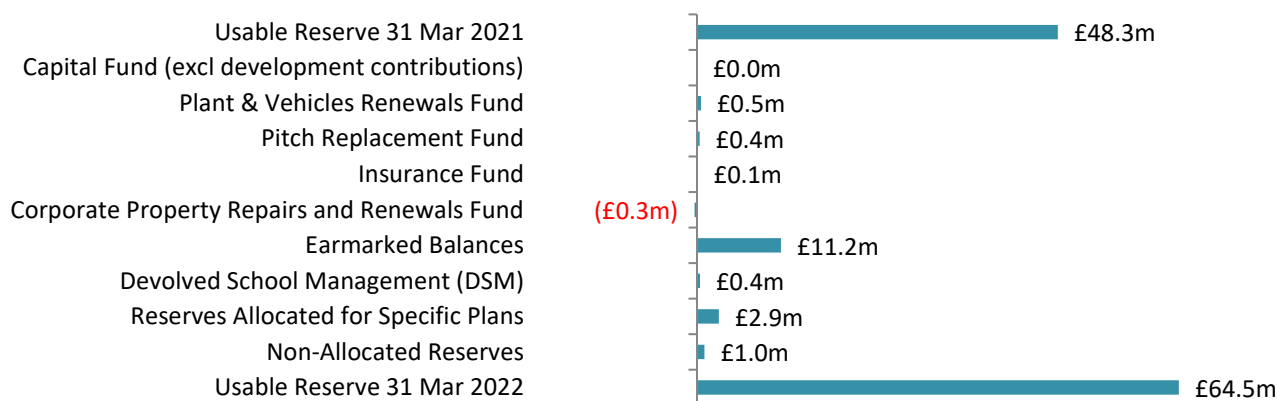 Usable Reserve 31 Mar 2021 £48.3m
Capital Fund (excl development contributions) £0.0m
Plant & Vehicles Renewals Fund £0.5m
Pitch Replacement Fund £0.4m
Insurance Fund £0.1m
Corporate Property Repairs and Renewals Fund (£0.3m)
Earmarked Balances £11.2m
Devolved School Management (DSM) £0.4m
Reserves Allocated for Specific Plans £2.9m
Non-Allocated Reserves £1.0m
Usable Reserve 31 Mar 2022 £64.5m